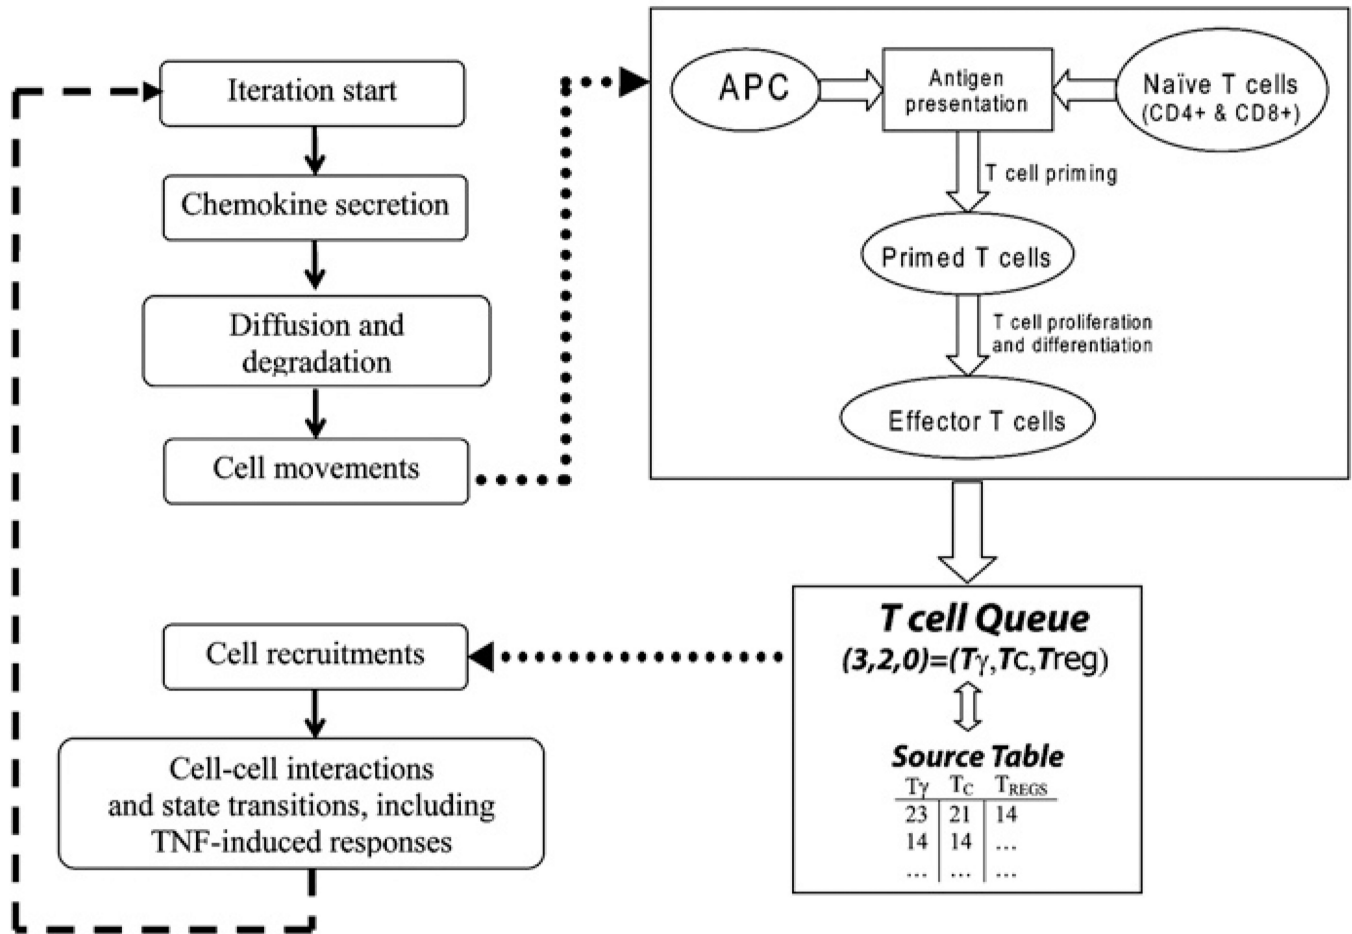 Iteration start
Chemokine secretion
Diffusion and
degradation
Cell movements
Cell recruitments
Cell-cell interactions
and state transitions, including
TNF-induced responses
APC
Antigen
presentation
Naïve T cells
(CD4+ & CD8+)
T cell priming
Primed T cells
T cell proliferation
and differentiation
Effector T cells
T cell Queue
(3,2,0)=(Tγ,Tc,Treg)
Source Table
Tγ TC TREGS
23 21 14
14 14 ...
... ... ...